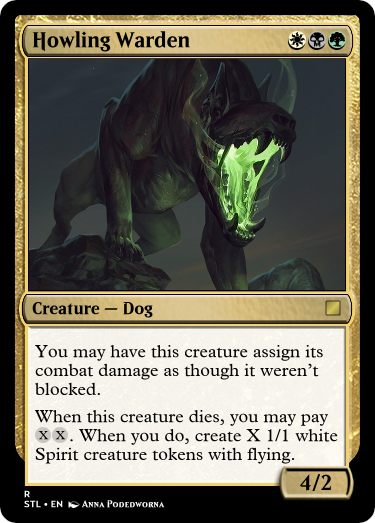 Howling Warden
Creature — Dog
You may have this creature assign its
combat damage as though it weren't
blocked.
When this creature dies, you may pay
XX. When you do, create X 1/1 white
Spirit creature tokens with flying.
4/2
R
STL • EN Anna Podedworna